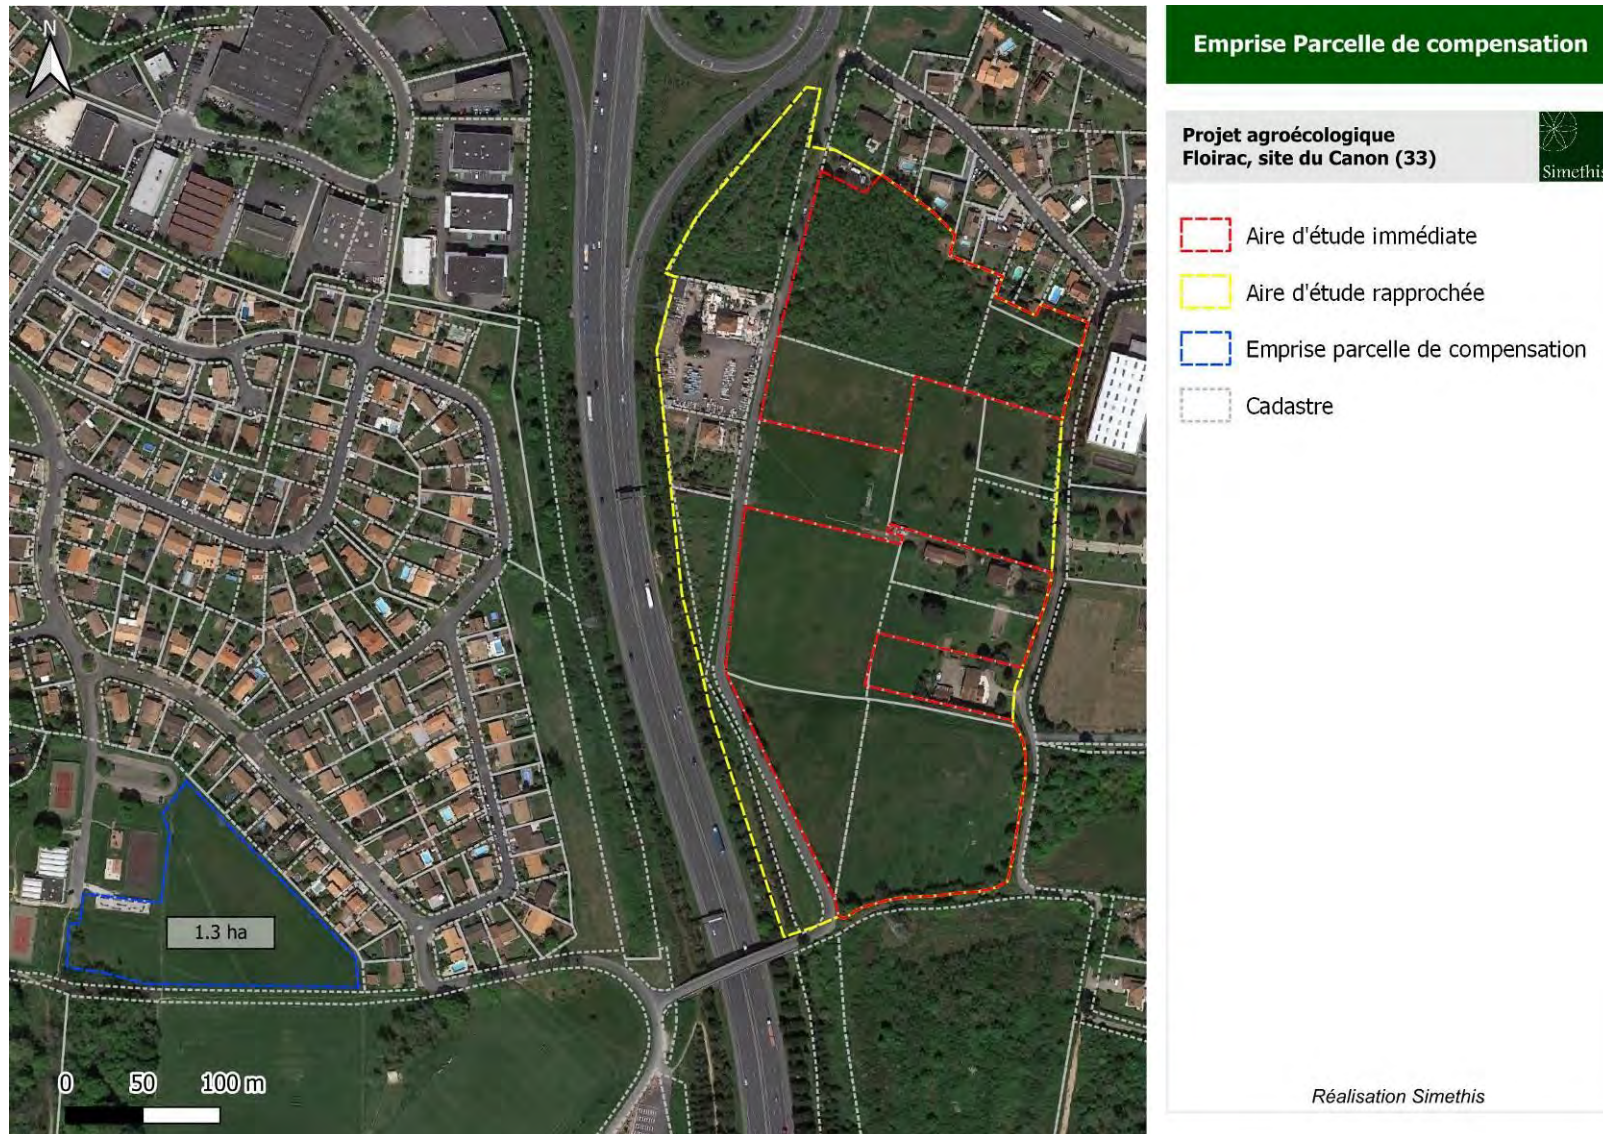 N
Emprise Parcelle de compensation
Projet agroécologique
Floirac, site du Canon (33)
Simethis
Aire d'étude immédiate
Aire d'étude rapprochée
Emprise parcelle de compensation
Cadastre
1.3 ha
0 50 100 m
Réalisation Simethis